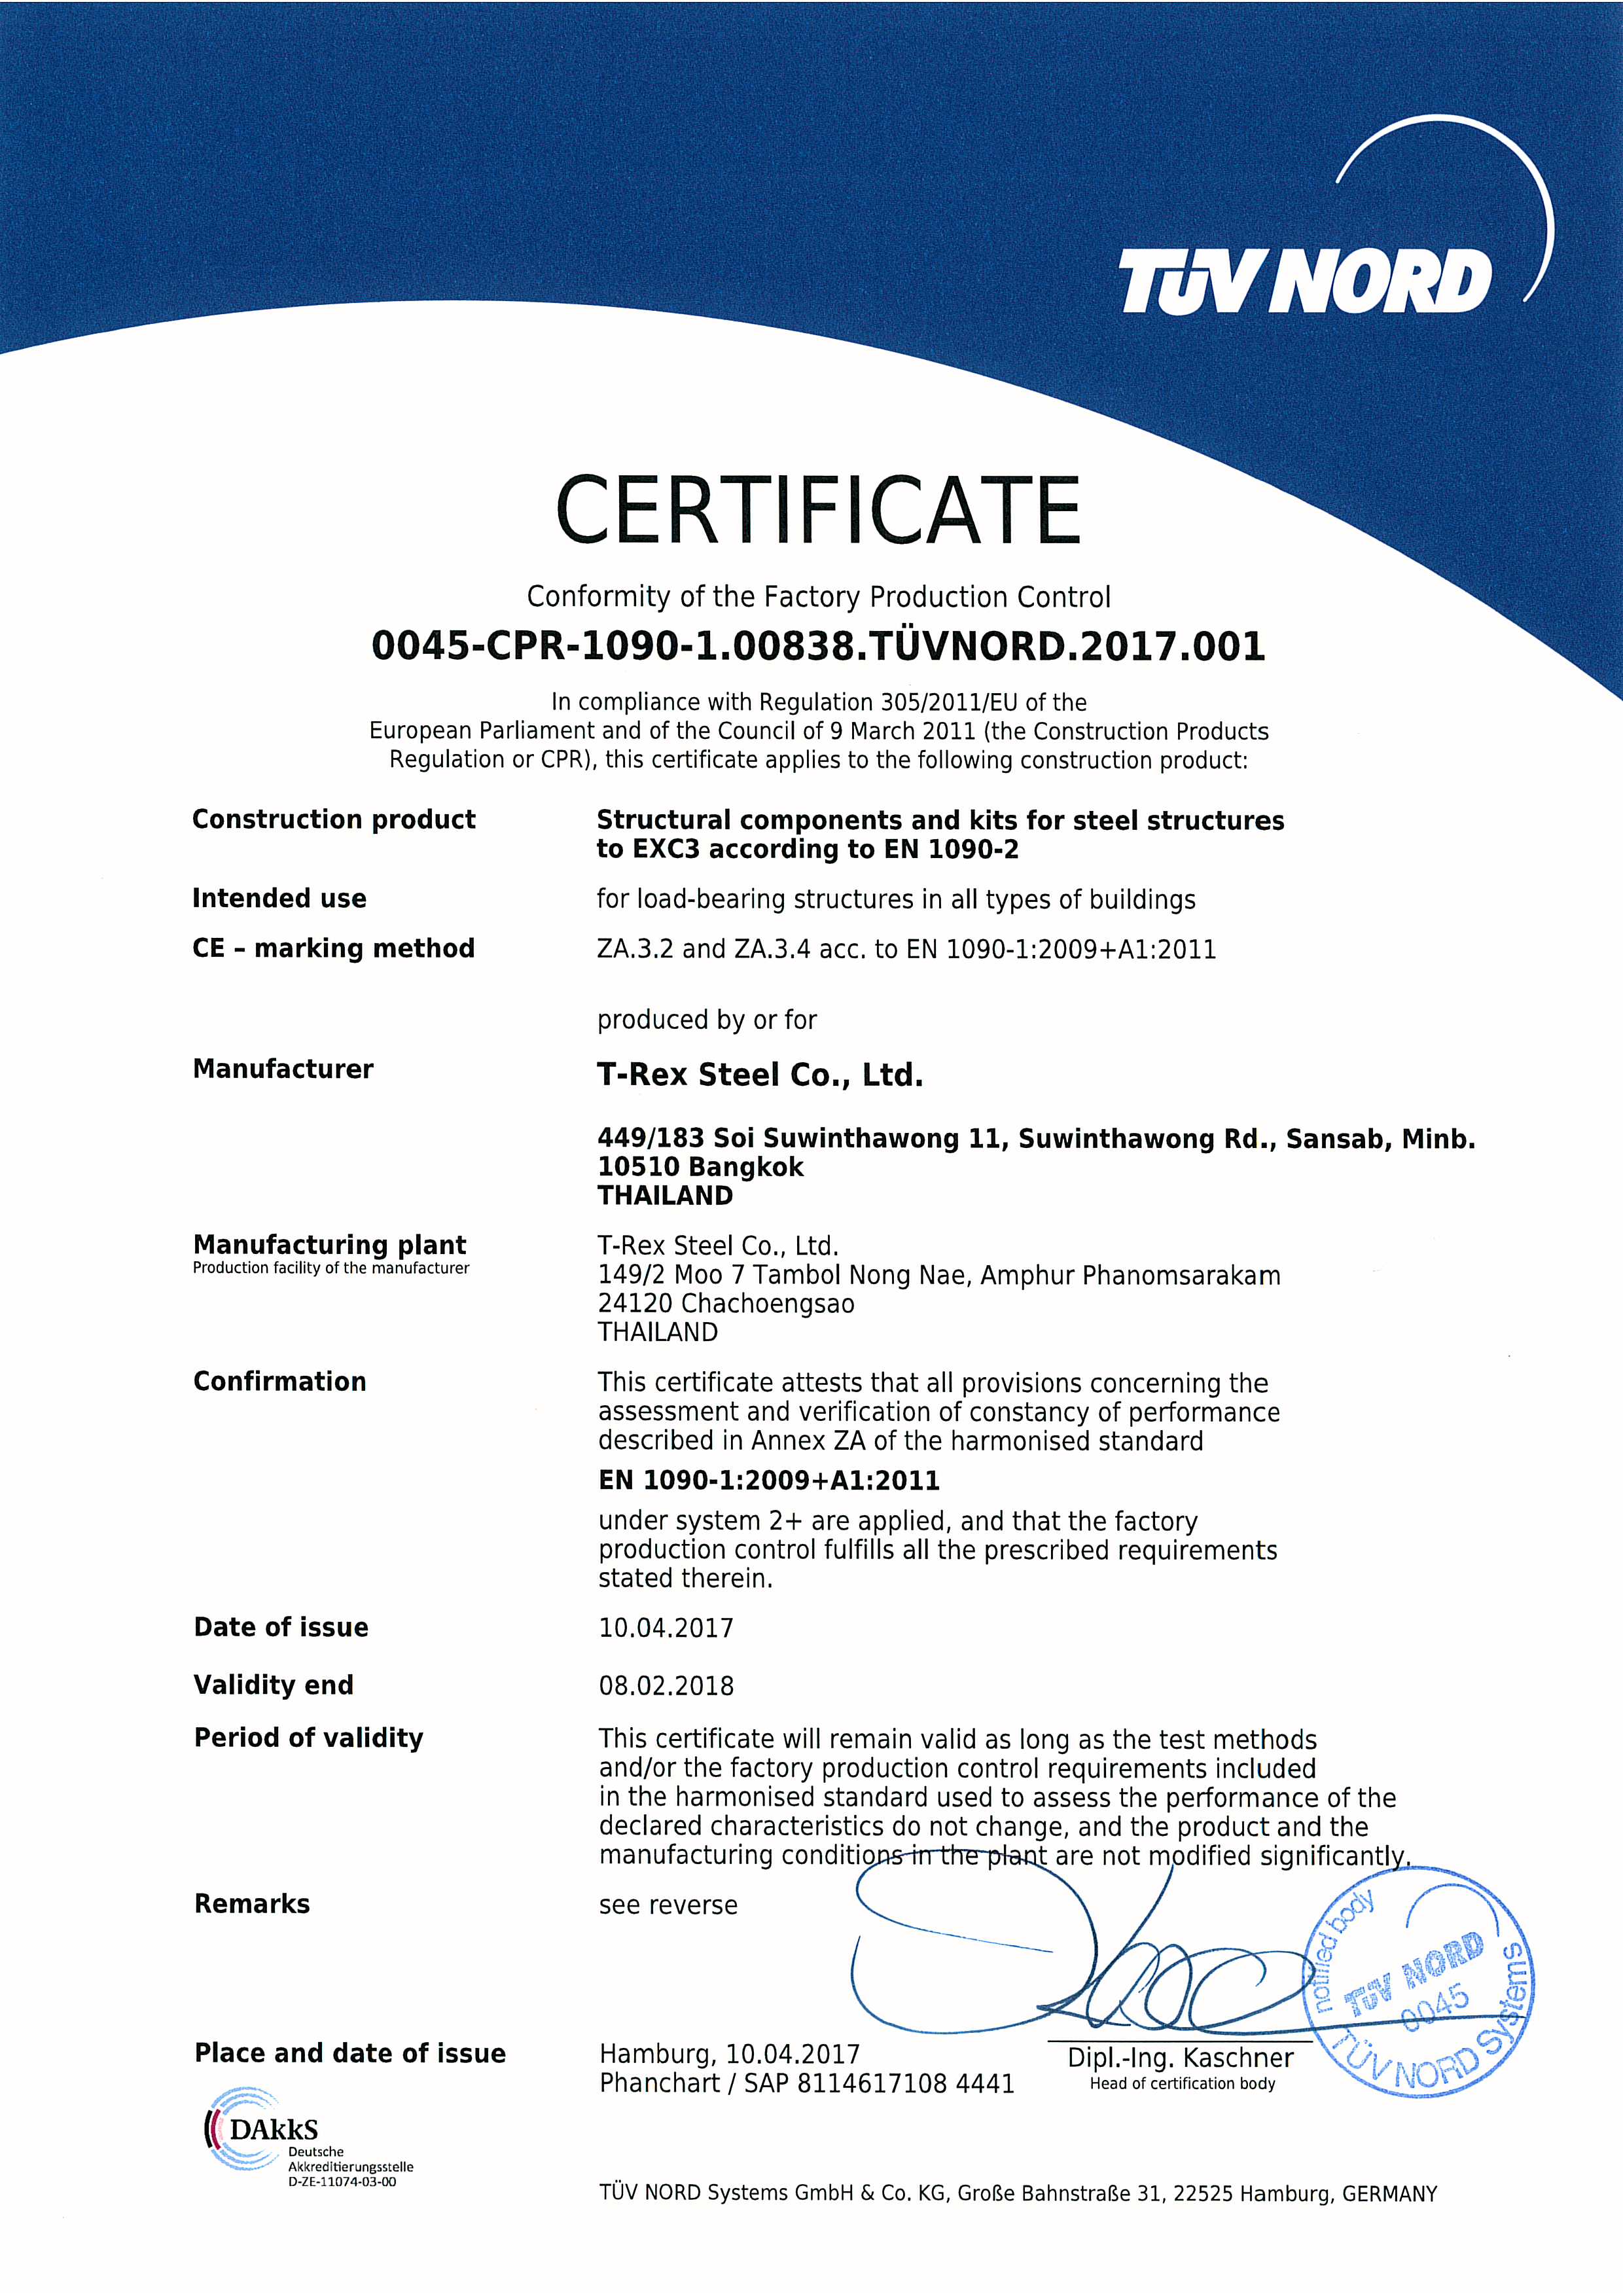 TÜV NORD
CERTIFICATE
Conformity of the Factory Production Control
0045-CPR-1090-1.00838.TÜVNORD.2017.001
In compliance with Regulation 305/2011/EU of the
European Parliament and of the Council of 9 March 2011 (the Construction Products
Regulation or CPR), this certificate applies to the following construction product:
Construction product
Structural components and kits for steel structures
to EXC3 according to EN 1090-2
Intended use
for load-bearing structures in all types of buildings
CE – marking method
ZA.3.2 and ZA.3.4 acc. to EN 1090-1:2009+A1:2011
produced by or for
Manufacturer
T-Rex Steel Co., Ltd.
449/183 Soi Suwinthawong 11, Suwinthawong Rd., Sansab, Minb.
10510 Bangkok
THAILAND
Manufacturing plant
Production facility of the manufacturer
T-Rex Steel Co., Ltd.
149/2 Moo 7 Tambol Nong Nae, Amphur Phanomsarakam
24120 Chachoengsao
THAILAND
Confirmation
This certificate attests that all provisions concerning the
assessment and verification of constancy of performance
described in Annex ZA of the harmonised standard
EN 1090-1:2009+A1:2011
under system 2+ are applied, and that the factory
production control fulfills all the prescribed requirements
stated therein.
Date of issue
10.04.2017
Validity end
08.02.2018
Period of validity
This certificate will remain valid as long as the test methods
and/or the factory production control requirements included
in the harmonised standard used to assess the performance of the
declared characteristics do not change, and the product and the
manufacturing conditions in the plant are not modified significantly.
Remarks
see reverse
notified body
TÜV NORD
0045
TÜV NORD Systems
Place and date of issue
Hamburg, 10.04.2017
Phanchart / SAP 8114617108 4441
Dipl.-Ing. Kaschner
Head of certification body
DAkkS
Deutsche
Akkreditierungsstelle
D-ZE-11074-03-00
TÜV NORD Systems GmbH & Co. KG, Große Bahnstraße 31, 22525 Hamburg, GERMANY